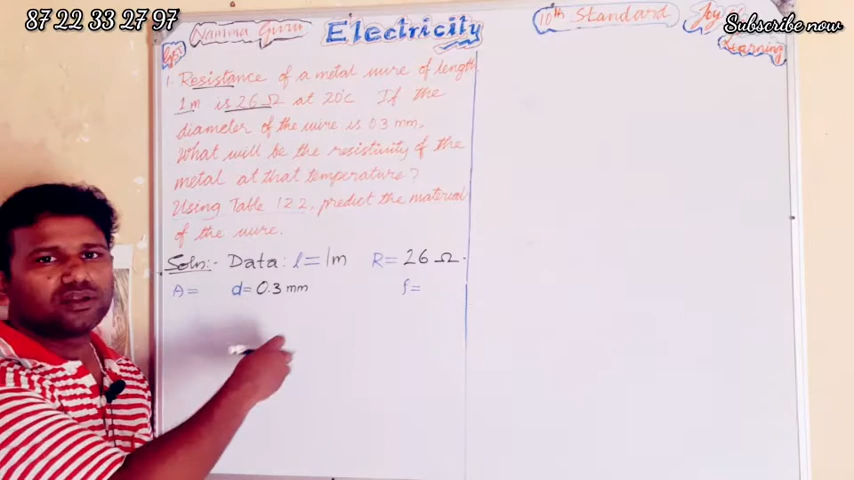 87 22 33 27 97
Namma Guru
Electricity
10th Standard
Joy
Learning
Subscribe now
1. Resistance of a metal wire of length
1m is 26 Ω at 20°c If the
diameter of the wire is 0.3 mm,
What will be the resistivity of the
metal at that temperature?
Using Table 12.2, predict the material
of the wire.
Soln:- Data: l=1m R= 26 Ω.
A= d= 0.3 mm ρ=